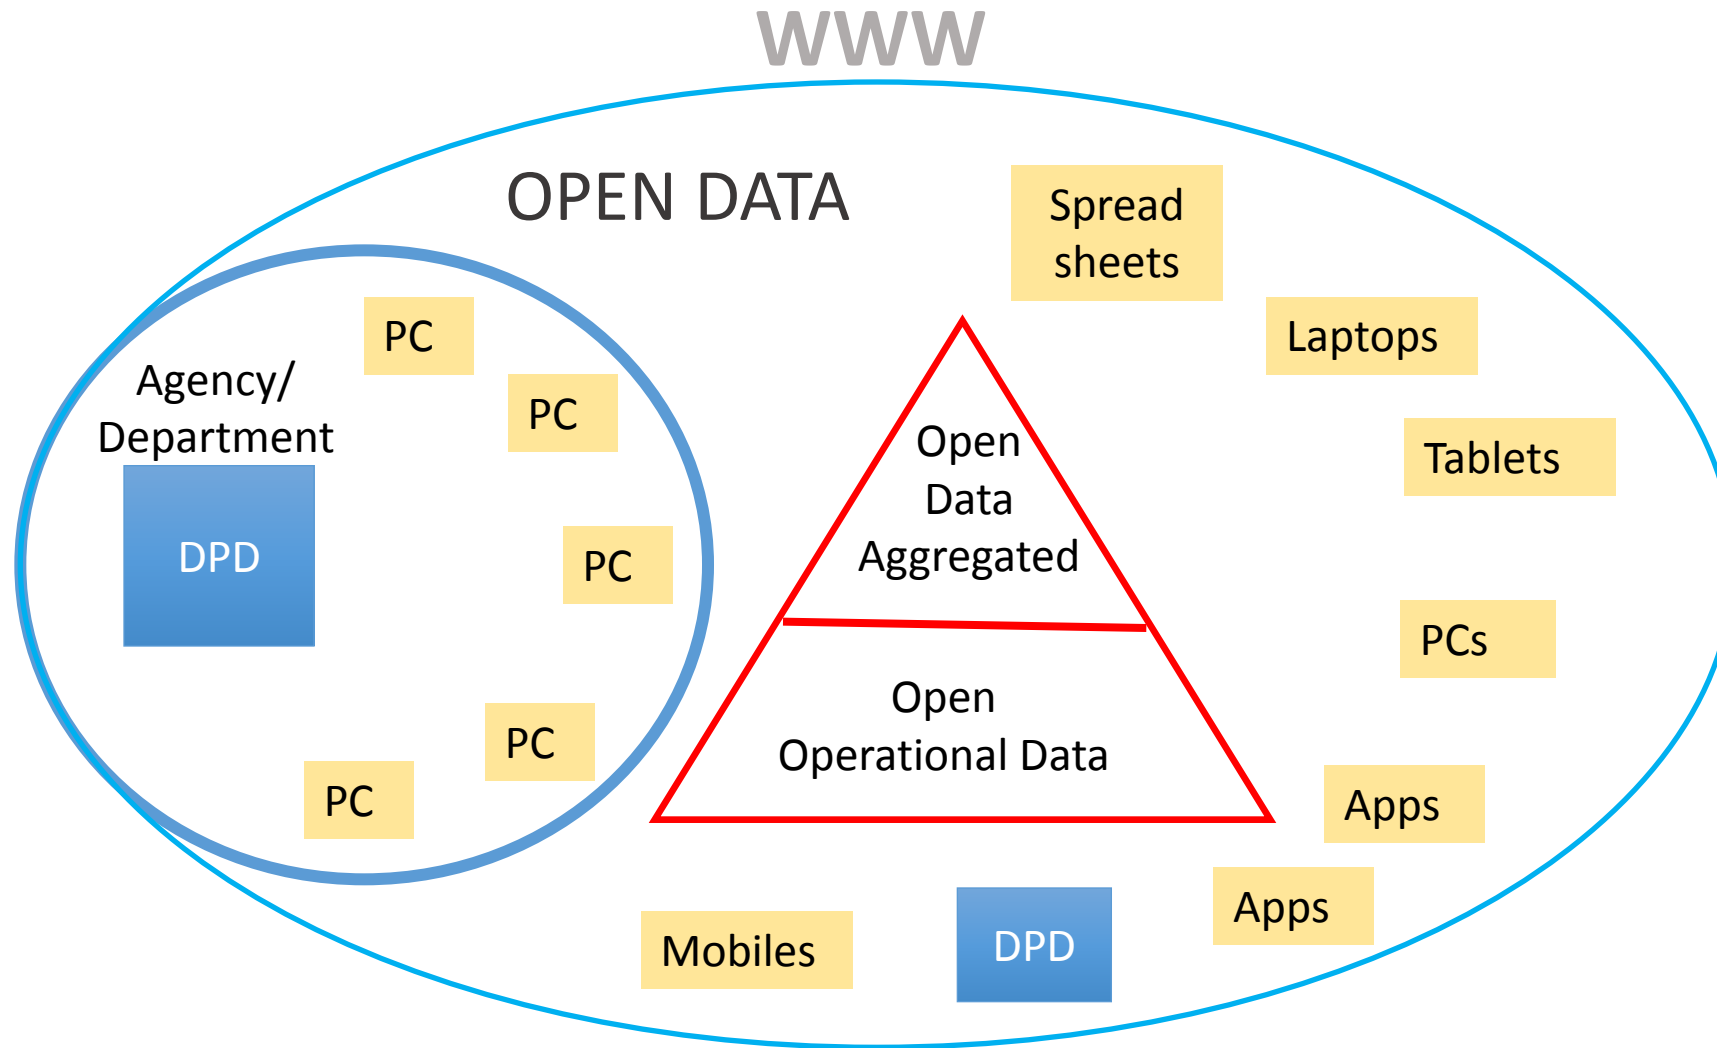 WWW
OPEN DATA
Spread
sheets
Laptops
Tablets
PCs
Apps
Apps
DPD
Mobiles
Agency/
Department
DPD
PC
PC
PC
PC
PC
Open
Data
Aggregated
Open
Operational Data